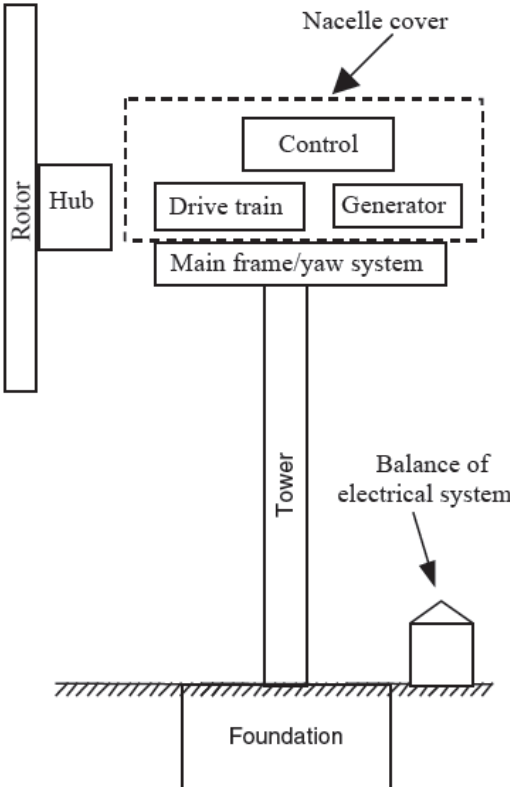 Nacelle cover
Control
Rotor
Hub
Drive train
Generator
Main frame/yaw system
Tower
Balance of
electrical system
Foundation